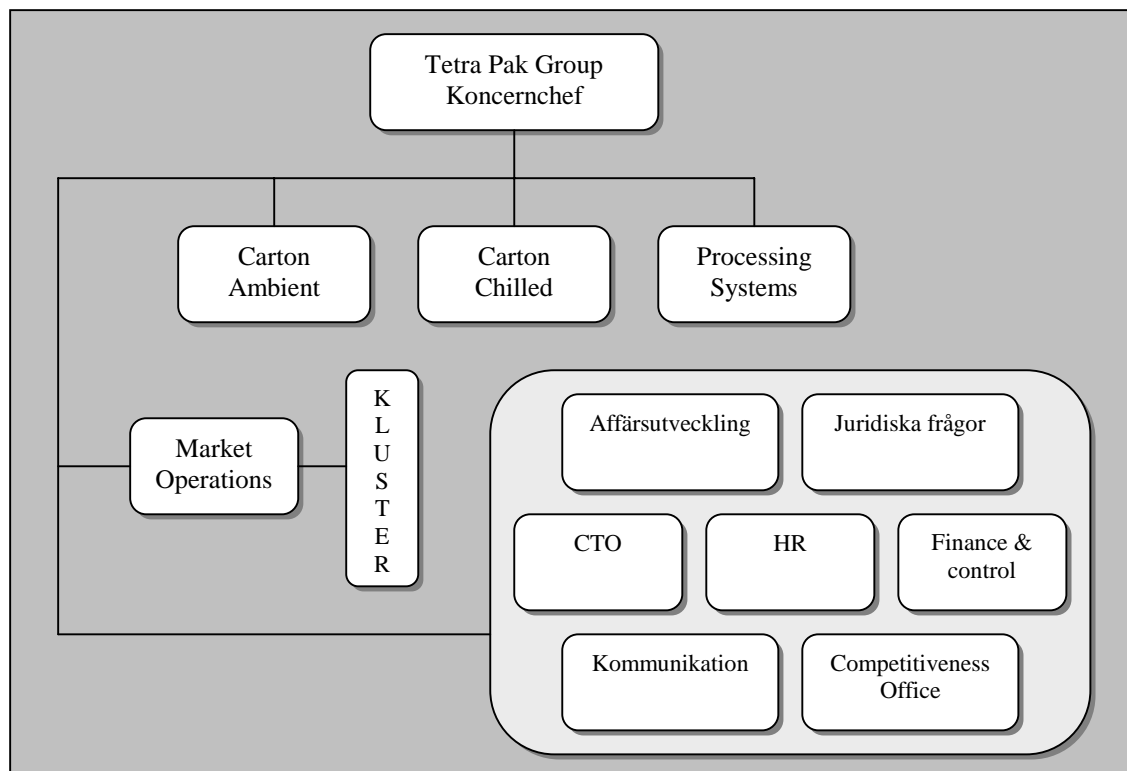 Tetra Pak Group
Koncernchef
Carton
Ambient
Carton
Chilled
Processing
Systems
Market
Operations
K
L
U
S
T
E
R
Affärsutveckling
Juridiska frågor
CTO
HR
Finance &
control
Kommunikation
Competitiveness
Office